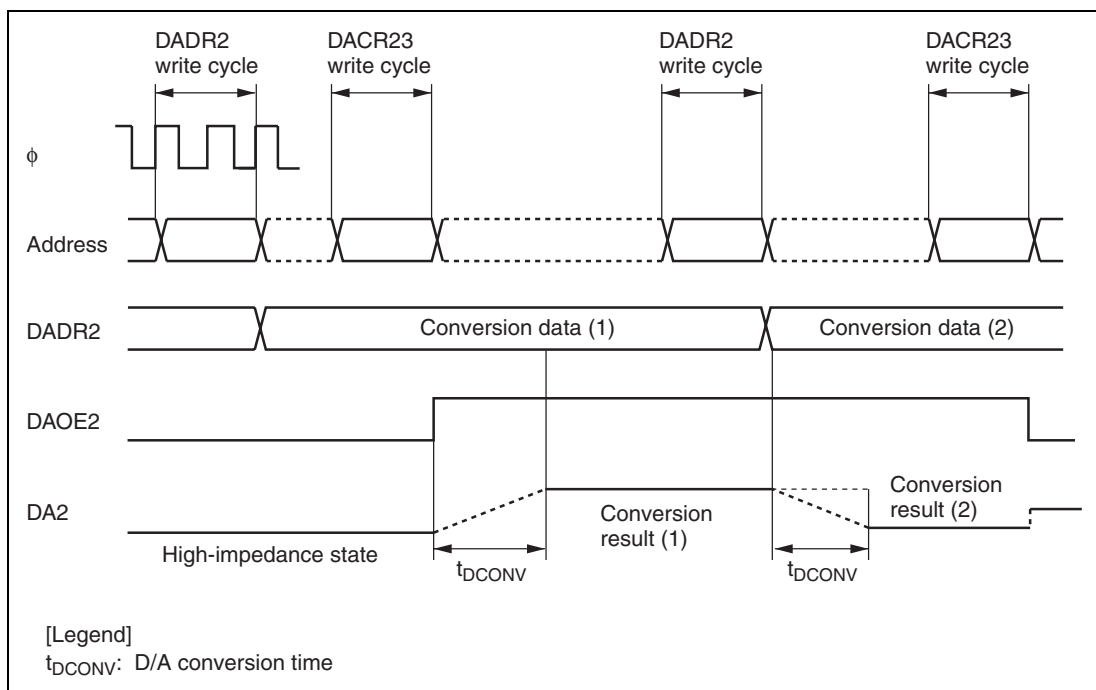 DADR2
write cycle
DACR23
write cycle
DADR2
write cycle
DACR23
write cycle
φ
Address
DADR2
Conversion data (1)
Conversion data (2)
DAOE2
DA2
High-impedance state
Conversion
result (1)
Conversion
result (2)
tDCONV
tDCONV
[Legend]
tDCONV: D/A conversion time